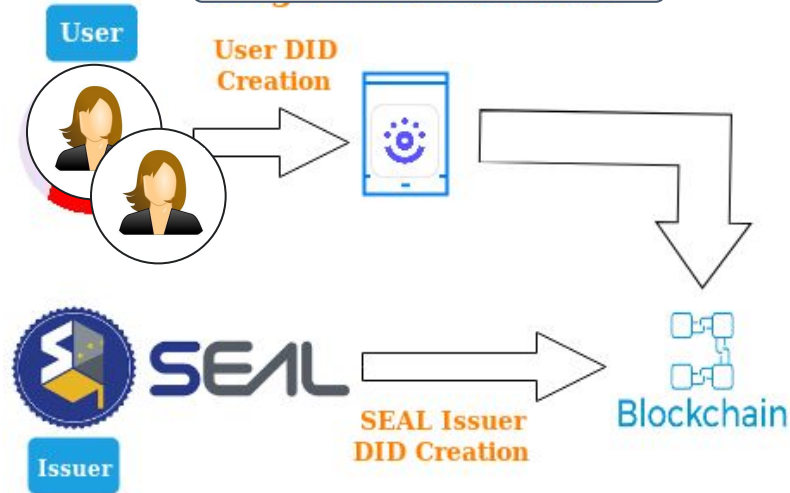 User
User DID
Creation
SEAL
SEAL Issuer
DID Creation
Blockchain
Issuer